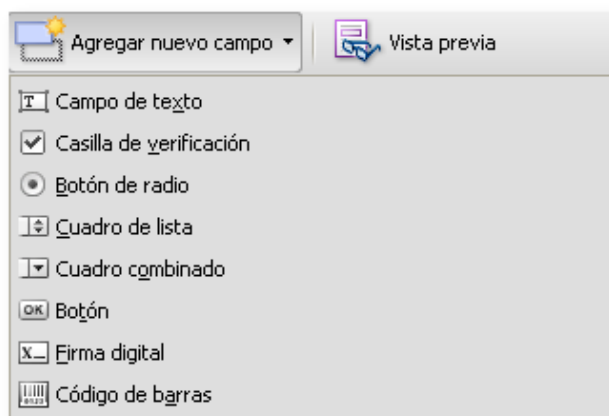 Agregar nuevo campo
Vista previa
Campo de texto
Casilla de verificación
Botón de radio
Cuadro de lista
Cuadro combinado
OK Botón
Firma digital
Código de barras